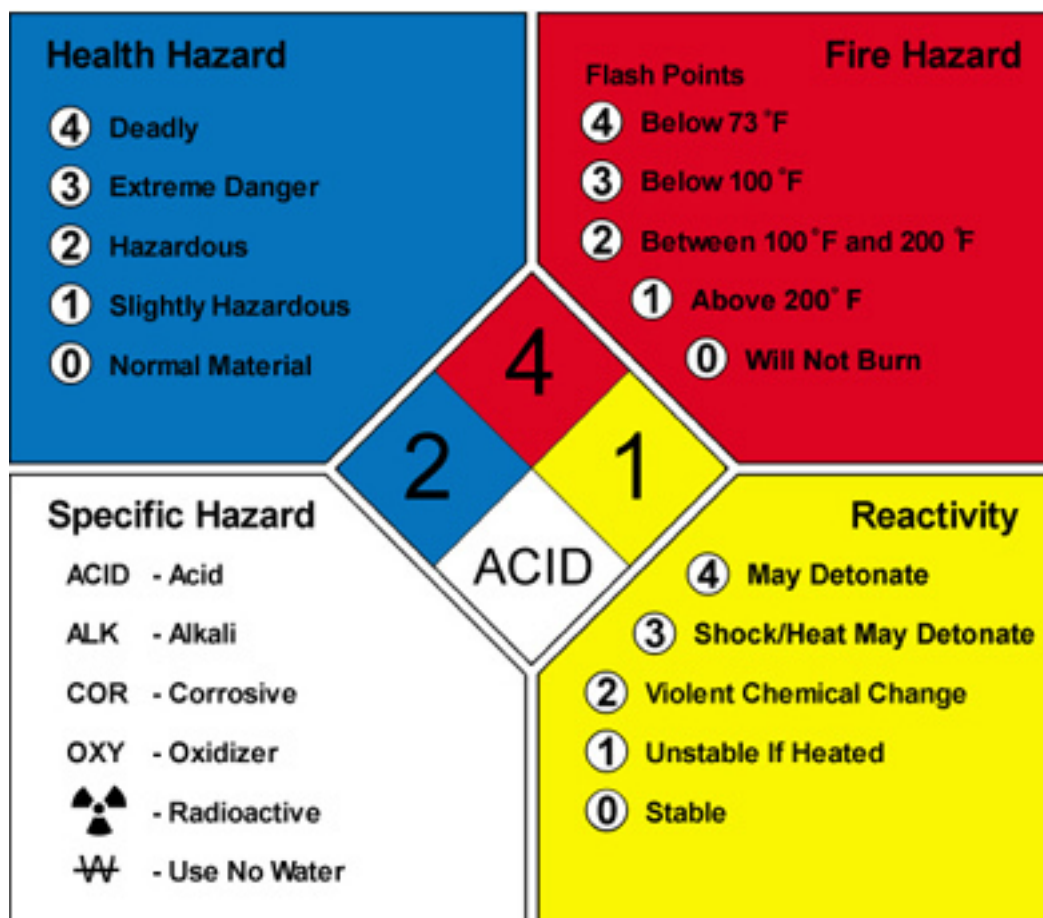 Health Hazard
4 Deadly
3 Extreme Danger
2 Hazardous
1 Slightly Hazardous
0 Normal Material
Fire Hazard
Flash Points
4 Below 73 °F
3 Below 100 °F
2 Between 100 °F and 200 °F
1 Above 200° F
0 Will Not Burn
4
2
1
ACID
Specific Hazard
ACID - Acid
ALK - Alkali
COR - Corrosive
OXY - Oxidizer
- Radioactive
W - Use No Water
Reactivity
4 May Detonate
3 Shock/Heat May Detonate
2 Violent Chemical Change
1 Unstable If Heated
0 Stable